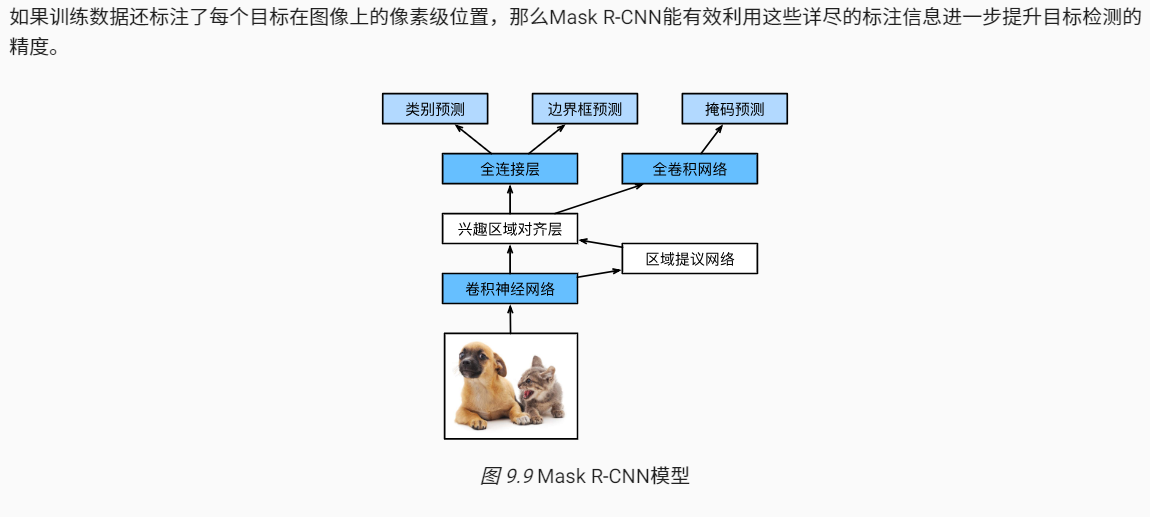 如果训练数据还标注了每个目标在图像上的像素级位置，那么Mask R-CNN能有效利用这些详尽的标注信息进一步提升目标检测的
精度。
类别预测
边界框预测
掩码预测
全连接层
全卷积网络
兴趣区域对齐层
区域提议网络
卷积神经网络
图 9.9 Mask R-CNN模型